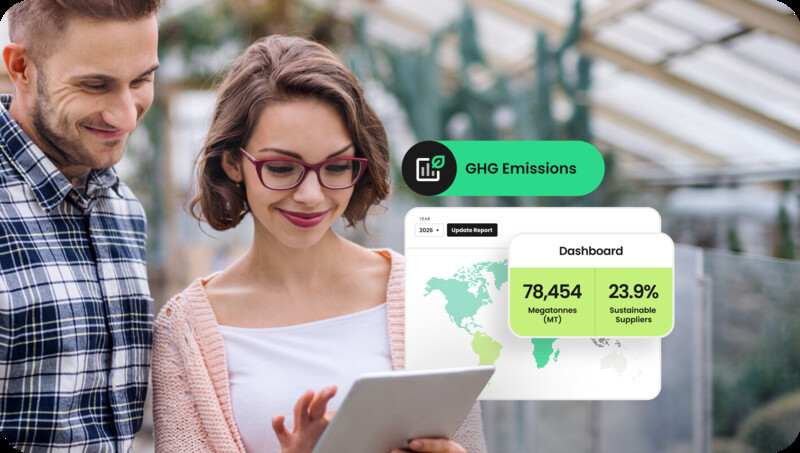 GHG Emissions
YEAR
2026
Update Report
Dashboard
78,454
Megatonnes
(MT)
23.9%
Sustainable
Suppliers